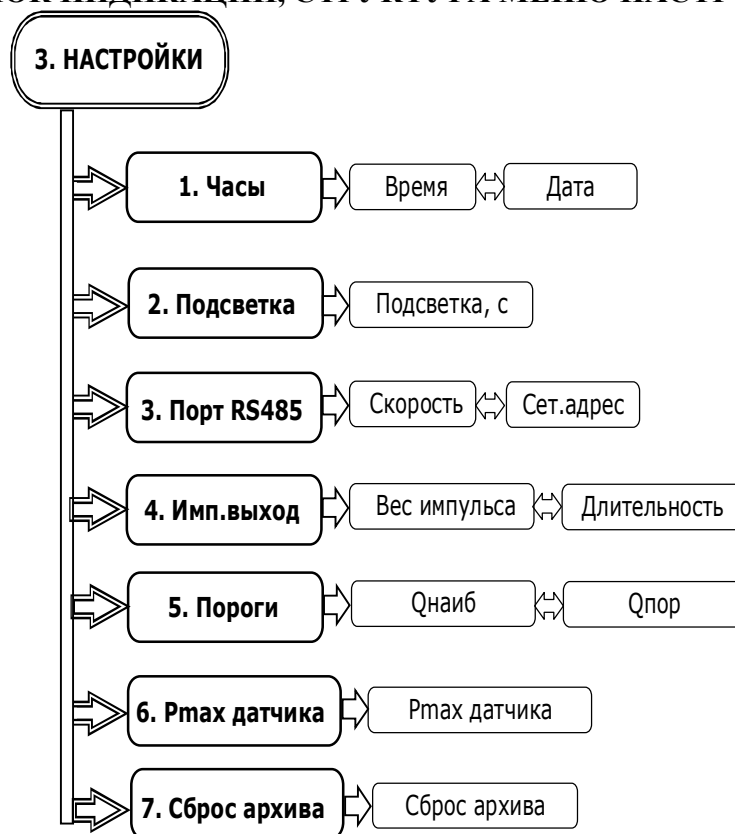 3. НАСТРОЙКИ
1. Часы Время Дата
2. Подсветка Подсветка, с
3. Порт RS485 Скорость Сет.адрес
4. Имп.выход Вес импульса Длительность
5. Пороги Qнаиб Qпор
6. Pmax датчика Pmax датчика
7. Сброс архива Сброс архива